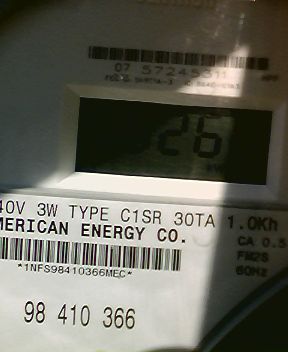 07 57245511
26
40V 3W TYPE C1SR 30TA 1.0Kh
MERICAN ENERGY CO.
CA 0.5
*1NFS98410366MEC*
FM2S
60Hz
98 410 366